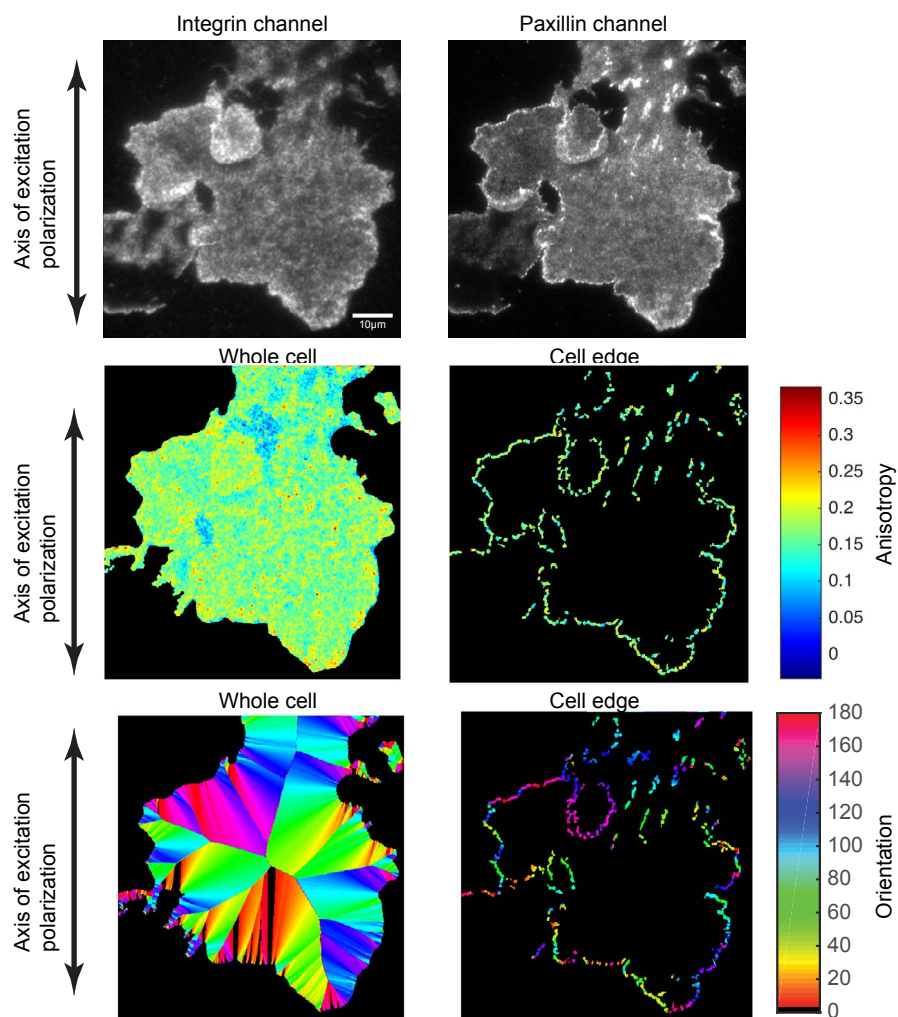 Integrin channel
Paxillin channel
Axis of excitation
polarization
10µm
Whole cell
Cell edge
Axis of excitation
polarization
0.35
0.3
0.25
0.2
0.15
0.1
0.05
0
Anisotropy
Whole cell
Cell edge
Axis of excitation
polarization
180
160
140
120
100
80
60
40
20
0
Orientation